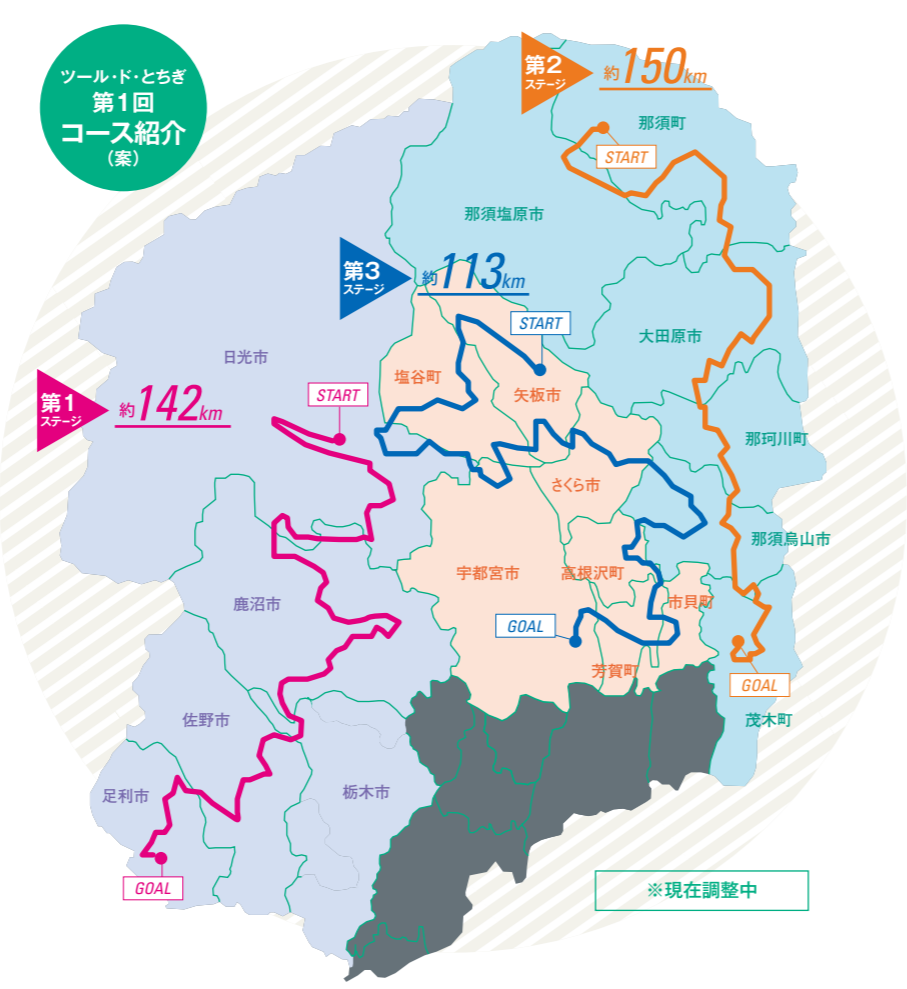 ツール・ド・とちぎ
第1回
コース紹介
（案）
第2
ステージ
約150km
那須町
START
那須塩原市
第3
ステージ
約113km
START
大田原市
日光市
塩谷町
矢板市
第1
ステージ
約142km
START
那珂川町
さくら市
那須烏山市
宇都宮市
高根沢町
鹿沼市
市貝町
GOAL
芳賀町
GOAL
佐野市
茂木町
足利市
栃木市
GOAL
※現在調整中